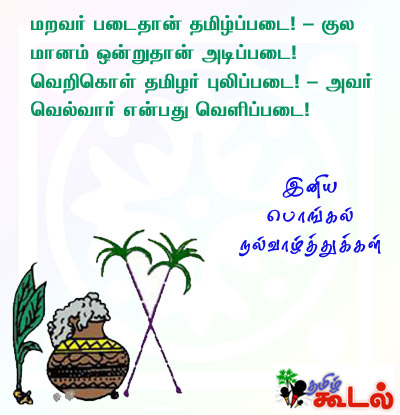 மறவர் படைதான் தமிழ்ப்படை! – குல
மானம் ஒன்றுதான் அடிப்படை!
வெறிகொள் தமிழர் புலிப்படை! – அவர்
வெல்வார் என்பது வெளிப்படை!
இனிய
பொங்கல்
நல்வாழ்த்துக்கள்
தமிழ்
கூடல்